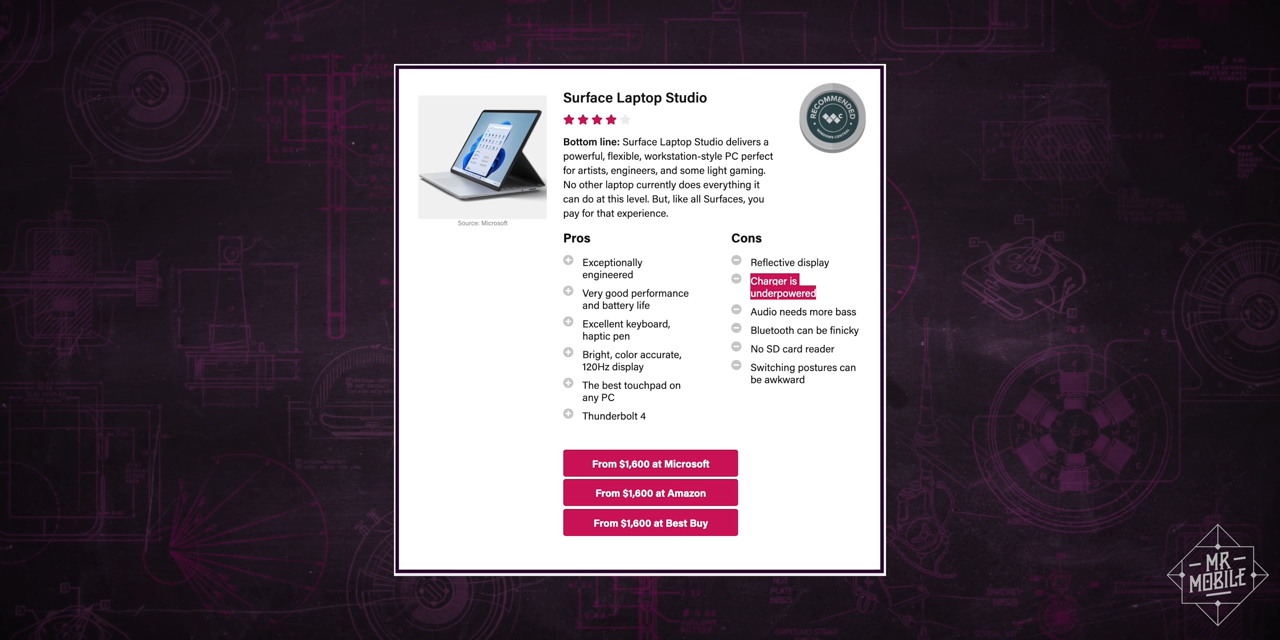 Surface Laptop Studio
RECOMMENDED
WINDOWS CENTRAL
Bottom line: Surface Laptop Studio delivers a
powerful, flexible, workstation-style PC perfect
for artists, engineers, and some light gaming.
No other laptop currently does everything it
can do at this level. But, like all Surfaces, you
pay for that experience.
Source: Microsoft
Pros
Exceptionally
engineered
Very good performance
and battery life
Excellent keyboard,
haptic pen
Bright, color accurate,
120Hz display
The best touchpad on
any PC
Thunderbolt 4
Cons
Reflective display
Charger is
underpowered
Audio needs more bass
Bluetooth can be finicky
No SD card reader
Switching postures can
be awkward
From $1,600 at Microsoft
From $1,600 at Amazon
From $1,600 at Best Buy
MR
MOBILE